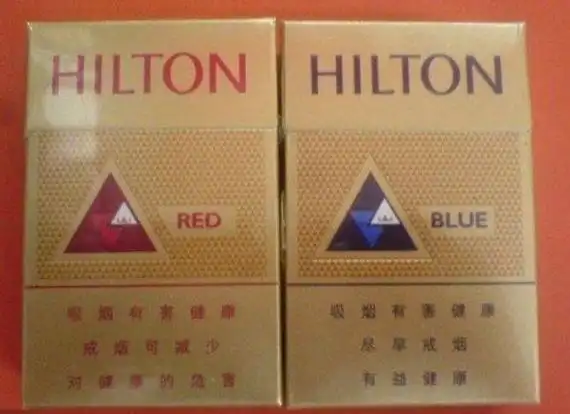 HILTON
RED
吸烟有害健康
戒烟可减少
对健康的危害
HILTON
BLUE
吸烟有害健康
尽早戒烟
有益健康